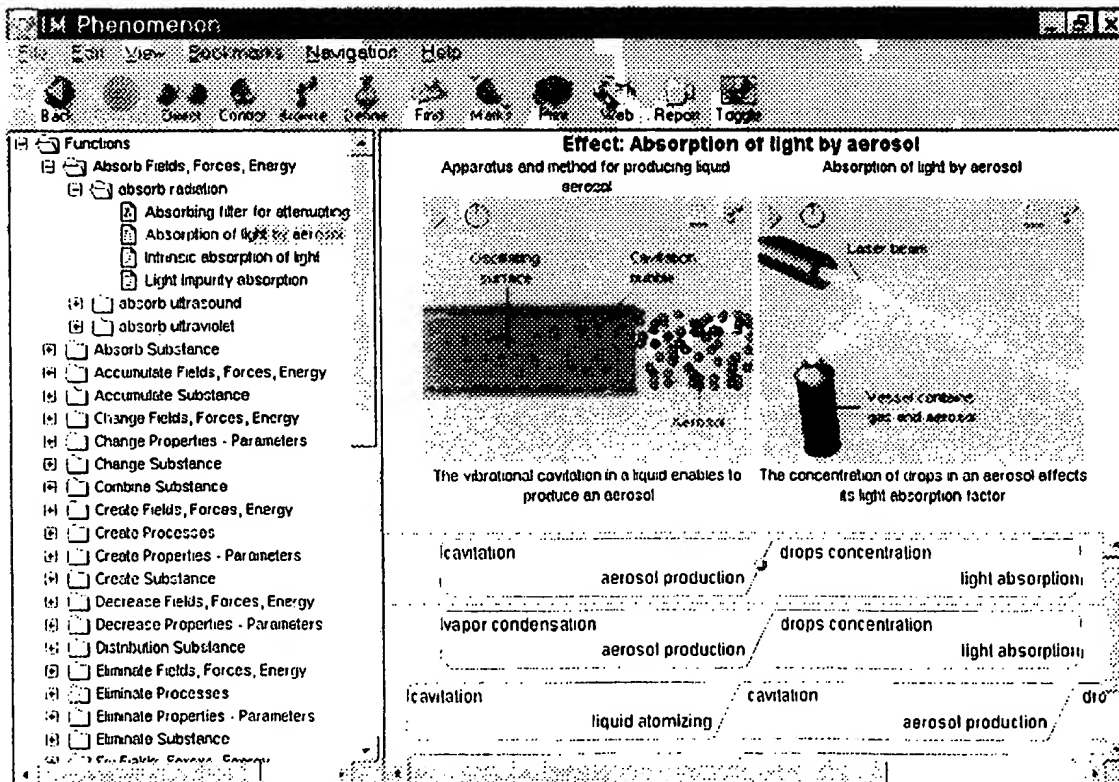 IM Phenomenon
File Edit View Bookmarks Navigation Help
Back Define Find Marks Print Web Report Toggle
Functions
Absorb Fields, Forces, Energy
absorb radiation
Absorbing filter for attenuating
Absorption of light by aerosol
Intrinsic absorption of light
Light Impurity absorption
absorb ultrasound
absorb ultraviolet
Absorb Substance
Accumulate Fields, Forces, Energy
Accumulate Substance
Change Fields, Forces, Energy
Change Properties - Parameters
Change Substance
Combine Substance
Create Fields, Forces, Energy
Create Processes
Create Properties - Parameters
Create Substance
Decrease Fields, Forces, Energy
Decrease Properties - Parameters
Distribution Substance
Eliminate Fields, Forces, Energy
Eliminate Processes
Eliminate Properties - Parameters
Eliminate Substance
Effect: Absorption of light by aerosol
Apparatus and method for producing liquid
aerosol
Oscillating
surface
Cavitation
bubble
Aerosol
The vibrational cavitation in a liquid enables to
produce an aerosol
Absorption of light by aerosol
Laser beam
Vessel contains
gas and aerosol
The concentration of drops in an aerosol effects
its light absorption factor
cavitation
aerosol production
drops concentration
light absorption
vapor condensation
aerosol production
drops concentration
light absorption
cavitation
liquid atomizing
cavitation
aerosol production
dro